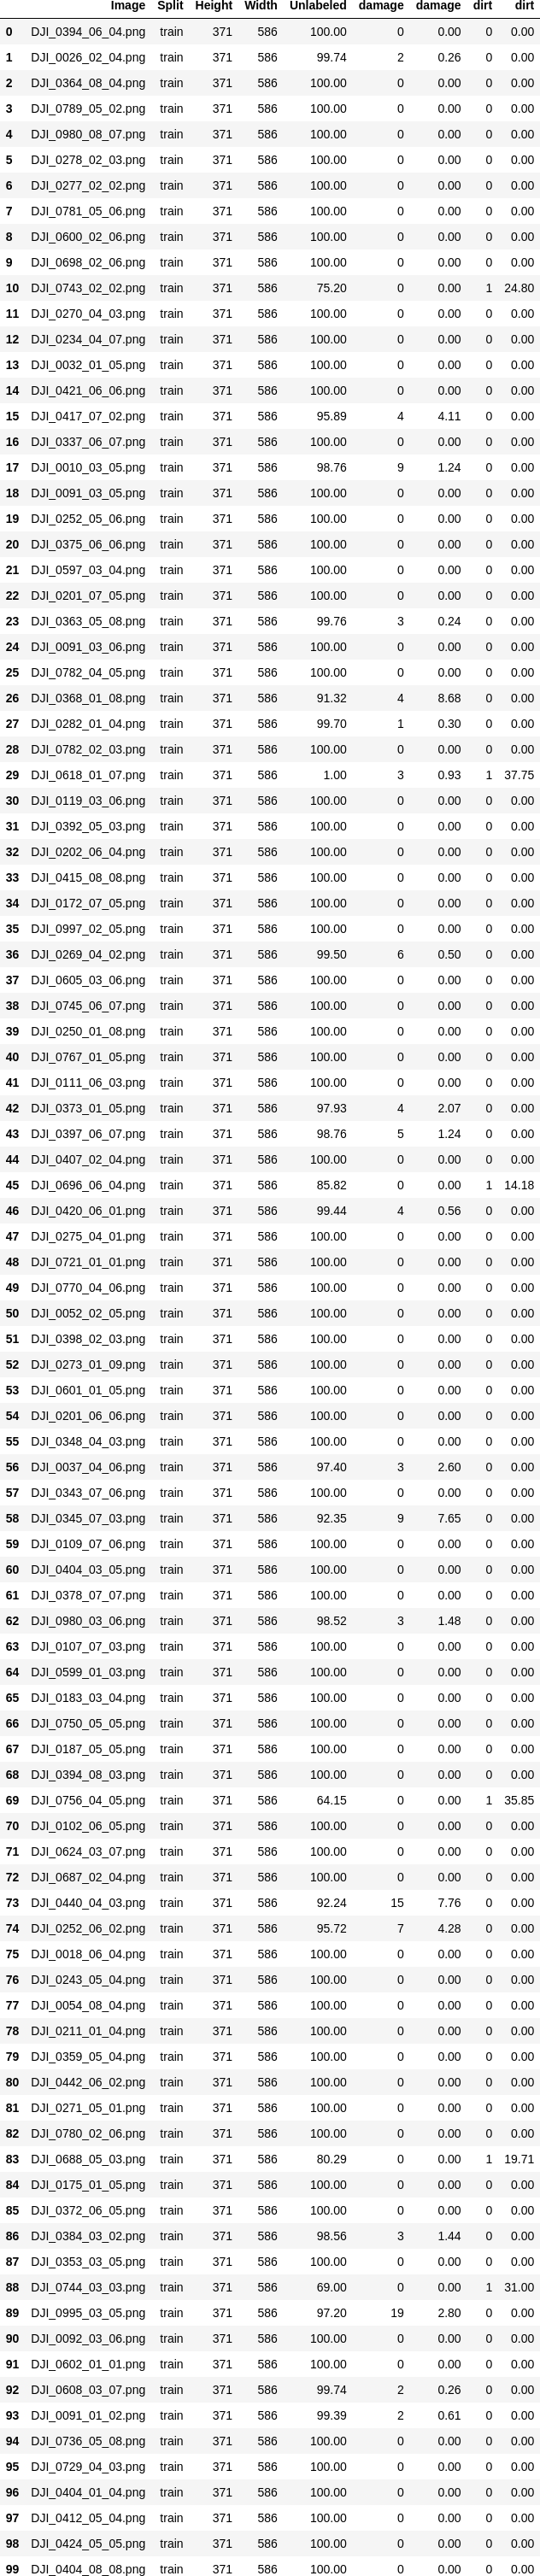 Image Split Height Width Unlabeled damage damage dirt dirt
0 DJI_0394_06_04.png train 371 586 100.00 0 0.00 0 0.00
1 DJI_0026_02_04.png train 371 586 99.74 2 0.26 0 0.00
2 DJI_0364_08_04.png train 371 586 100.00 0 0.00 0 0.00
3 DJI_0789_05_02.png train 371 586 100.00 0 0.00 0 0.00
4 DJI_0980_08_07.png train 371 586 100.00 0 0.00 0 0.00
5 DJI_0278_02_03.png train 371 586 100.00 0 0.00 0 0.00
6 DJI_0277_02_02.png train 371 586 100.00 0 0.00 0 0.00
7 DJI_0781_05_06.png train 371 586 100.00 0 0.00 0 0.00
8 DJI_0600_02_06.png train 371 586 100.00 0 0.00 0 0.00
9 DJI_0698_02_06.png train 371 586 100.00 0 0.00 0 0.00
10 DJI_0743_02_02.png train 371 586 75.20 0 0.00 1 24.80
11 DJI_0270_04_03.png train 371 586 100.00 0 0.00 0 0.00
12 DJI_0234_04_07.png train 371 586 100.00 0 0.00 0 0.00
13 DJI_0032_01_05.png train 371 586 100.00 0 0.00 0 0.00
14 DJI_0421_06_06.png train 371 586 100.00 0 0.00 0 0.00
15 DJI_0417_07_02.png train 371 586 95.89 4 4.11 0 0.00
16 DJI_0337_06_07.png train 371 586 100.00 0 0.00 0 0.00
17 DJI_0010_03_05.png train 371 586 98.76 9 1.24 0 0.00
18 DJI_0091_03_05.png train 371 586 100.00 0 0.00 0 0.00
19 DJI_0252_05_06.png train 371 586 100.00 0 0.00 0 0.00
20 DJI_0375_06_06.png train 371 586 100.00 0 0.00 0 0.00
21 DJI_0597_03_04.png train 371 586 100.00 0 0.00 0 0.00
22 DJI_0201_07_05.png train 371 586 100.00 0 0.00 0 0.00
23 DJI_0363_05_08.png train 371 586 99.76 3 0.24 0 0.00
24 DJI_0091_03_06.png train 371 586 100.00 0 0.00 0 0.00
25 DJI_0782_04_05.png train 371 586 100.00 0 0.00 0 0.00
26 DJI_0368_01_08.png train 371 586 91.32 4 8.68 0 0.00
27 DJI_0282_01_04.png train 371 586 99.70 1 0.30 0 0.00
28 DJI_0782_02_03.png train 371 586 100.00 0 0.00 0 0.00
29 DJI_0618_01_07.png train 371 586 1.00 3 0.93 1 37.75
30 DJI_0119_03_06.png train 371 586 100.00 0 0.00 0 0.00
31 DJI_0392_05_03.png train 371 586 100.00 0 0.00 0 0.00
32 DJI_0202_06_04.png train 371 586 100.00 0 0.00 0 0.00
33 DJI_0415_08_08.png train 371 586 100.00 0 0.00 0 0.00
34 DJI_0172_07_05.png train 371 586 100.00 0 0.00 0 0.00
35 DJI_0997_02_05.png train 371 586 100.00 0 0.00 0 0.00
36 DJI_0269_04_02.png train 371 586 99.50 6 0.50 0 0.00
37 DJI_0605_03_06.png train 371 586 100.00 0 0.00 0 0.00
38 DJI_0745_06_07.png train 371 586 100.00 0 0.00 0 0.00
39 DJI_0250_01_08.png train 371 586 100.00 0 0.00 0 0.00
40 DJI_0767_01_05.png train 371 586 100.00 0 0.00 0 0.00
41 DJI_0111_06_03.png train 371 586 100.00 0 0.00 0 0.00
42 DJI_0373_01_05.png train 371 586 97.93 4 2.07 0 0.00
43 DJI_0397_06_07.png train 371 586 98.76 5 1.24 0 0.00
44 DJI_0407_02_04.png train 371 586 100.00 0 0.00 0 0.00
45 DJI_0696_06_04.png train 371 586 85.82 0 0.00 1 14.18
46 DJI_0420_06_01.png train 371 586 99.44 4 0.56 0 0.00
47 DJI_0275_04_01.png train 371 586 100.00 0 0.00 0 0.00
48 DJI_0721_01_01.png train 371 586 100.00 0 0.00 0 0.00
49 DJI_0770_04_06.png train 371 586 100.00 0 0.00 0 0.00
50 DJI_0052_02_05.png train 371 586 100.00 0 0.00 0 0.00
51 DJI_0398_02_03.png train 371 586 100.00 0 0.00 0 0.00
52 DJI_0273_01_09.png train 371 586 100.00 0 0.00 0 0.00
53 DJI_0601_01_05.png train 371 586 100.00 0 0.00 0 0.00
54 DJI_0201_06_06.png train 371 586 100.00 0 0.00 0 0.00
55 DJI_0348_04_03.png train 371 586 100.00 0 0.00 0 0.00
56 DJI_0037_04_06.png train 371 586 97.40 3 2.60 0 0.00
57 DJI_0343_07_06.png train 371 586 100.00 0 0.00 0 0.00
58 DJI_0345_07_03.png train 371 586 92.35 9 7.65 0 0.00
59 DJI_0109_07_06.png train 371 586 100.00 0 0.00 0 0.00
60 DJI_0404_03_05.png train 371 586 100.00 0 0.00 0 0.00
61 DJI_0378_07_07.png train 371 586 100.00 0 0.00 0 0.00
62 DJI_0980_03_06.png train 371 586 98.52 3 1.48 0 0.00
63 DJI_0107_07_03.png train 371 586 100.00 0 0.00 0 0.00
64 DJI_0599_01_03.png train 371 586 100.00 0 0.00 0 0.00
65 DJI_0183_03_04.png train 371 586 100.00 0 0.00 0 0.00
66 DJI_0750_05_05.png train 371 586 100.00 0 0.00 0 0.00
67 DJI_0187_05_05.png train 371 586 100.00 0 0.00 0 0.00
68 DJI_0394_08_03.png train 371 586 100.00 0 0.00 0 0.00
69 DJI_0756_04_05.png train 371 586 64.15 0 0.00 1 35.85
70 DJI_0102_06_05.png train 371 586 100.00 0 0.00 0 0.00
71 DJI_0624_03_07.png train 371 586 100.00 0 0.00 0 0.00
72 DJI_0687_02_04.png train 371 586 100.00 0 0.00 0 0.00
73 DJI_0440_04_03.png train 371 586 92.24 15 7.76 0 0.00
74 DJI_0252_06_02.png train 371 586 95.72 7 4.28 0 0.00
75 DJI_0018_06_04.png train 371 586 100.00 0 0.00 0 0.00
76 DJI_0243_05_04.png train 371 586 100.00 0 0.00 0 0.00
77 DJI_0054_08_04.png train 371 586 100.00 0 0.00 0 0.00
78 DJI_0211_01_04.png train 371 586 100.00 0 0.00 0 0.00
79 DJI_0359_05_04.png train 371 586 100.00 0 0.00 0 0.00
80 DJI_0442_06_02.png train 371 586 100.00 0 0.00 0 0.00
81 DJI_0271_05_01.png train 371 586 100.00 0 0.00 0 0.00
82 DJI_0780_02_06.png train 371 586 100.00 0 0.00 0 0.00
83 DJI_0688_05_03.png train 371 586 80.29 0 0.00 1 19.71
84 DJI_0175_01_05.png train 371 586 100.00 0 0.00 0 0.00
85 DJI_0372_06_05.png train 371 586 100.00 0 0.00 0 0.00
86 DJI_0384_03_02.png train 371 586 98.56 3 1.44 0 0.00
87 DJI_0353_03_05.png train 371 586 100.00 0 0.00 0 0.00
88 DJI_0744_03_03.png train 371 586 69.00 0 0.00 1 31.00
89 DJI_0995_03_05.png train 371 586 97.20 19 2.80 0 0.00
90 DJI_0092_03_06.png train 371 586 100.00 0 0.00 0 0.00
91 DJI_0602_01_01.png train 371 586 100.00 0 0.00 0 0.00
92 DJI_0608_03_07.png train 371 586 99.74 2 0.26 0 0.00
93 DJI_0091_01_02.png train 371 586 99.39 2 0.61 0 0.00
94 DJI_0736_05_08.png train 371 586 100.00 0 0.00 0 0.00
95 DJI_0729_04_03.png train 371 586 100.00 0 0.00 0 0.00
96 DJI_0404_01_04.png train 371 586 100.00 0 0.00 0 0.00
97 DJI_0412_05_04.png train 371 586 100.00 0 0.00 0 0.00
98 DJI_0424_05_05.png train 371 586 100.00 0 0.00 0 0.00
99 DJI_0404_08_08.png train 371 586 100.00 0 0.00 0 0.00